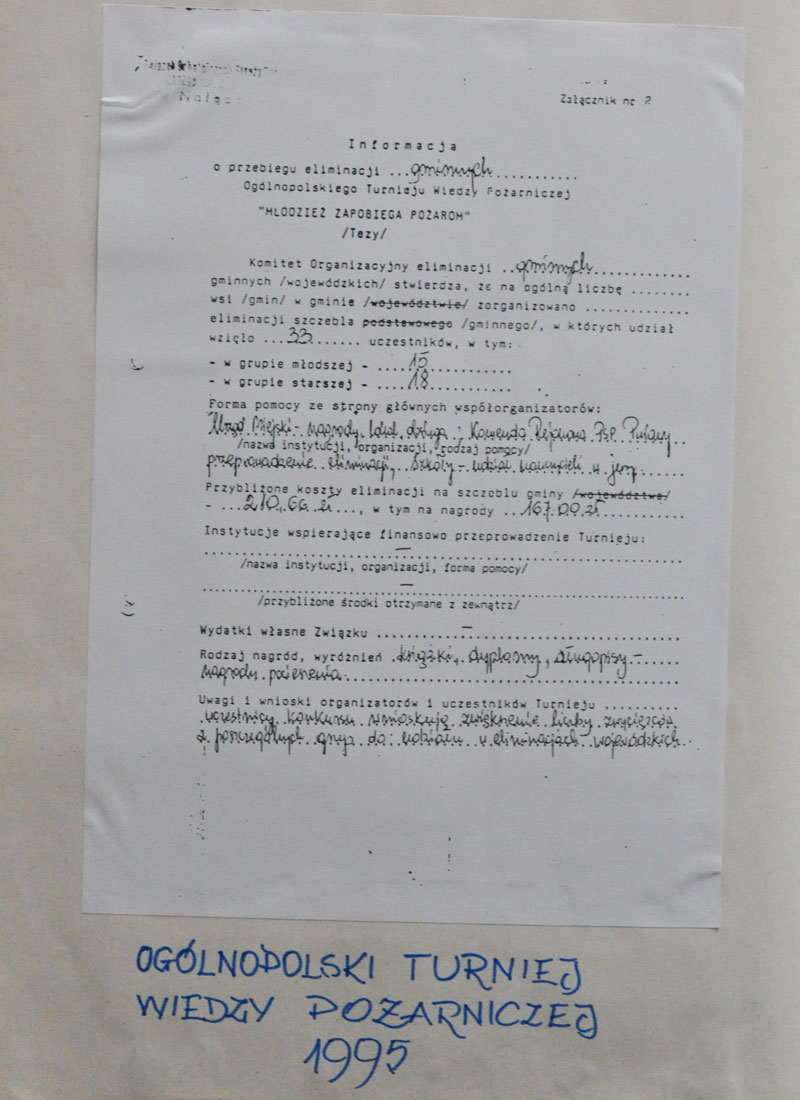 Załącznik nr 2
Informacja
o przebiegu eliminacji ...gminnych............
Ogólnopolskiego Turnieju Wiedzy Pożarniczej
"MŁODZIEŻ ZAPOBIEGA POŻAROM"
/Tezy/
Komitet Organizacyjny eliminacji ..gminnych............
gminnych /wojewódzkich/ stwierdza, że na ogólną liczbę ........
wsi /gmin/ w gminie /województwie/ zorganizowano ............
eliminacji szczebla podstawowego /gminnego/, w których udział
wzięło ...33....... uczestników, w tym:
- w grupie młodszej - ....15............
- w grupie starszej - ....18............
Forma pomocy ze strony głównych współorganizatorów:
Urząd Miejski - nagrody, Komenda Rejonowa PSP Puławy
/nazwa instytucji, organizacji, rodzaj pomocy/
przeprowadzenie eliminacji, Szkoły - udział nauczycieli w jury.
Przybliżone koszty eliminacji na szczeblu gminy /województwa/
- ...210,66 zł..., w tym na nagrody ..167,00 zł
Instytucje wspierające finansowo przeprowadzenie Turnieju:
—
/nazwa instytucji, organizacji, forma pomocy/
—
/przybliżone środki otrzymane z zewnątrz/
Wydatki własne Związku ............—............
Rodzaj nagród, wyróżnień .książki, dyplomy, długopisy -
nagrody pocieszenia
Uwagi i wnioski organizatorów i uczestników Turnieju ..........
uczestnicy konkursu wnioskują zwiększenie liczby zwycięzców
z poszczególnych grup do udziału w eliminacjach wojewódzkich.
OGÓLNOPOLSKI TURNIEJ
WIEDZY POŻARNICZEJ
1995